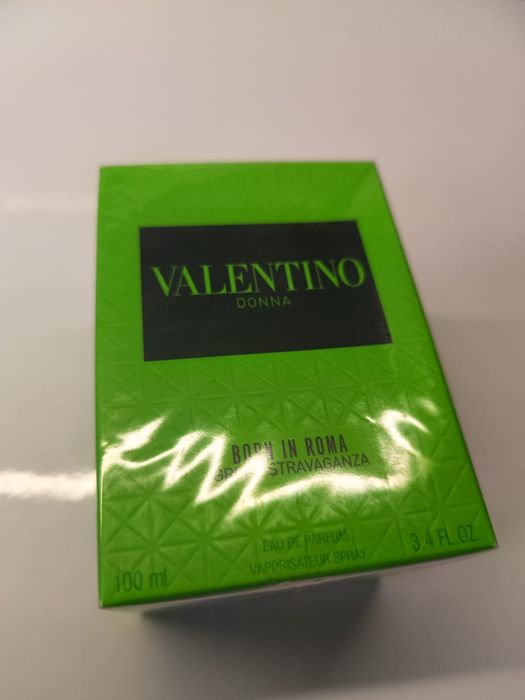 VALENTINO
DONNA
BORN IN ROMA
STRAVAGANZA
EAU DE PARFUM
VAPORISATEUR SPRAY
100 ml
3.4 FL.OZ.